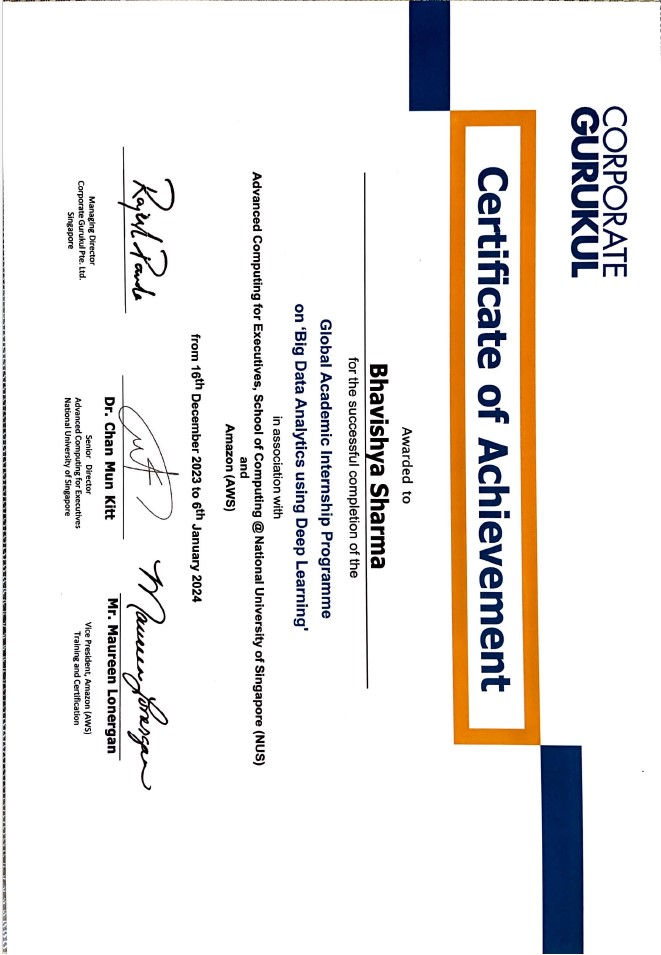 CORPORATE
GURUKUL
Certificate of Achievement
Awarded to
Bhavishya Sharma
for the successful completion of the
Global Academic Internship Programme
on ‘Big Data Analytics using Deep Learning'
in association with
Advanced Computing for Executives, School of Computing @ National University of Singapore (NUS)
and
Amazon (AWS)
from 16th December 2023 to 6th January 2024
Rajesh Panda
Maureen Lonergan
Dr. Chan Mun Kitt
Mr. Maureen Lonergan
Managing Director
Corporate Gurukul Pte. Ltd.
Singapore
Senior Director
Advanced Computing for Executives
National University of Singapore
Vice President, Amazon (AWS)
Training and Certification